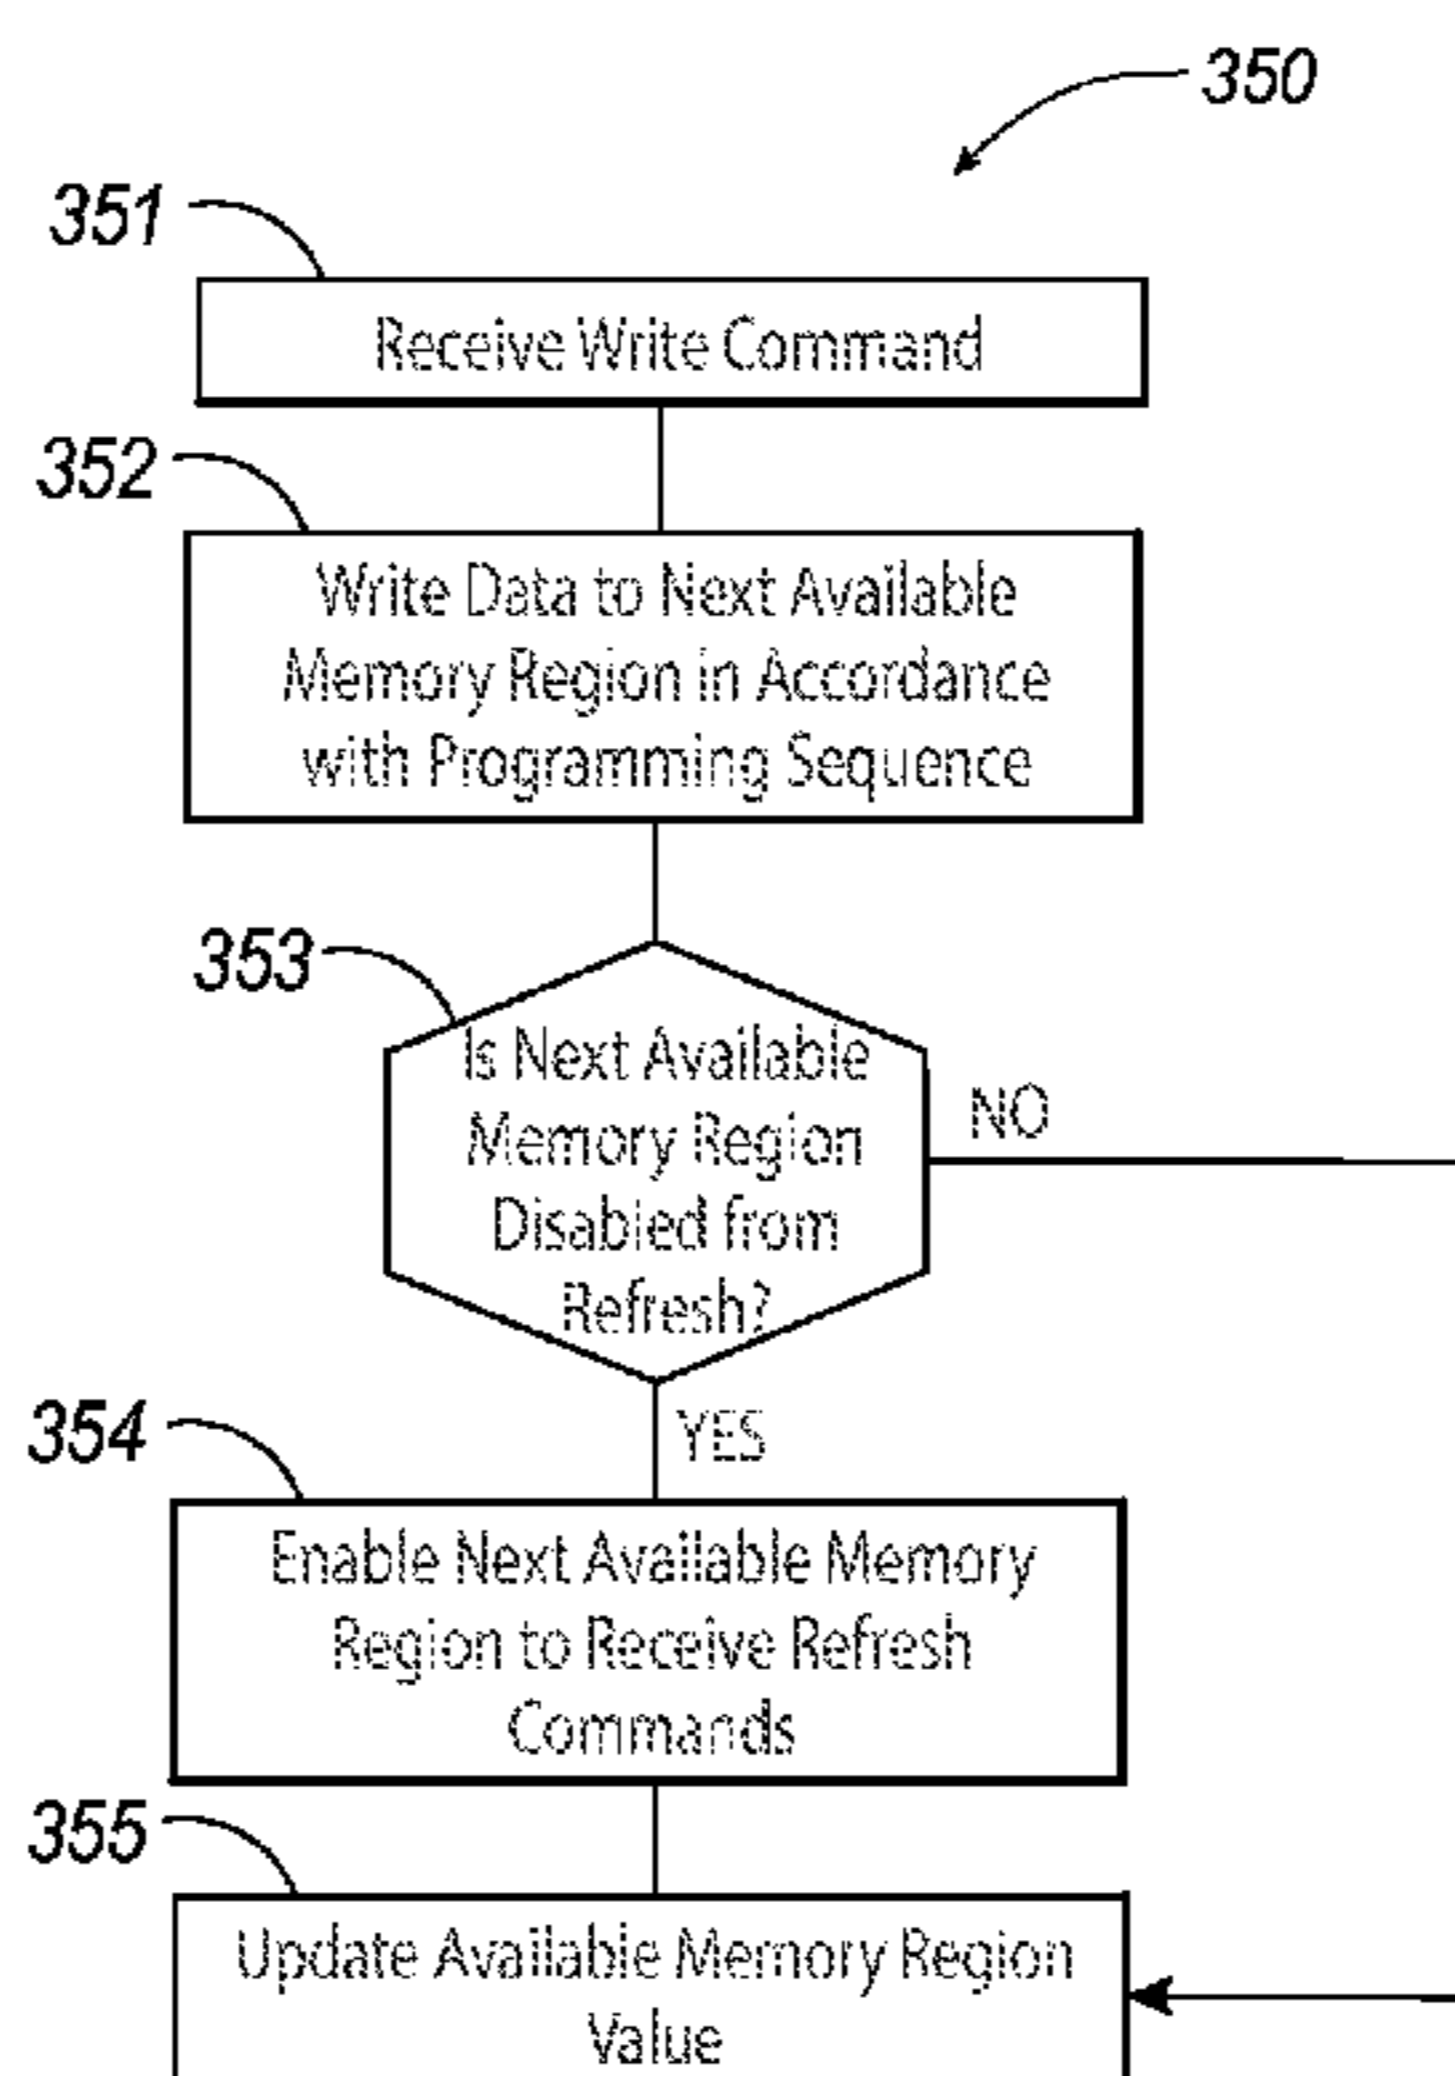 350
351
Receive Write Command
352
Write Data to Next Available
Memory Region in Accordance
with Programming Sequence
353
Is Next Available
Memory Region
Disabled from
Refresh?
NO
YES
354
Enable Next Available Memory
Region to Receive Refresh
Commands
355
Update Available Memory Region
Value